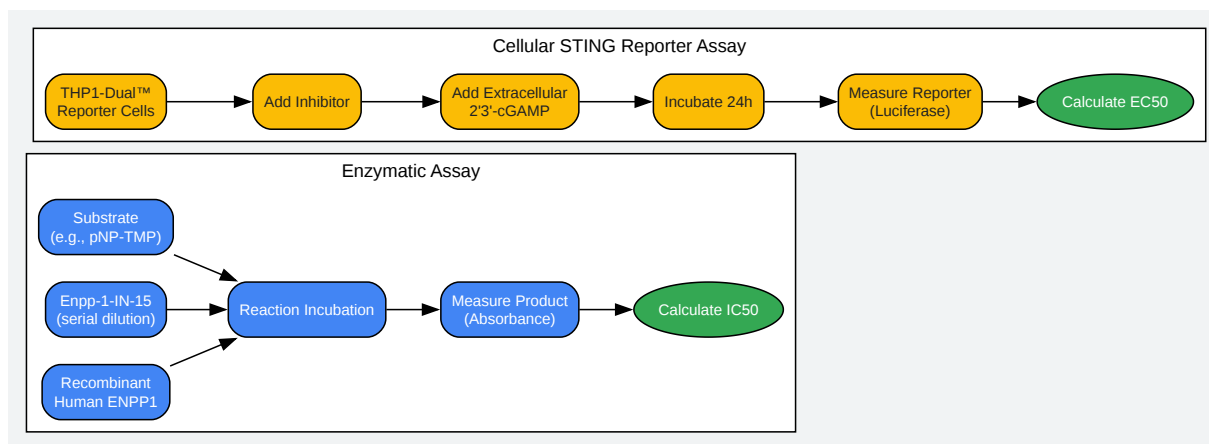 Cellular STING Reporter Assay
THP1-Dual™
Reporter Cells
Add Inhibitor
Add Extracellular
2'3'-cGAMP
Incubate 24h
Measure Reporter
(Luciferase)
Calculate EC50
Enzymatic Assay
Substrate
(e.g., pNP-TMP)
Enpp-1-IN-15
(serial dilution)
Recombinant
Human ENPP1
Reaction Incubation
Measure Product
(Absorbance)
Calculate IC50